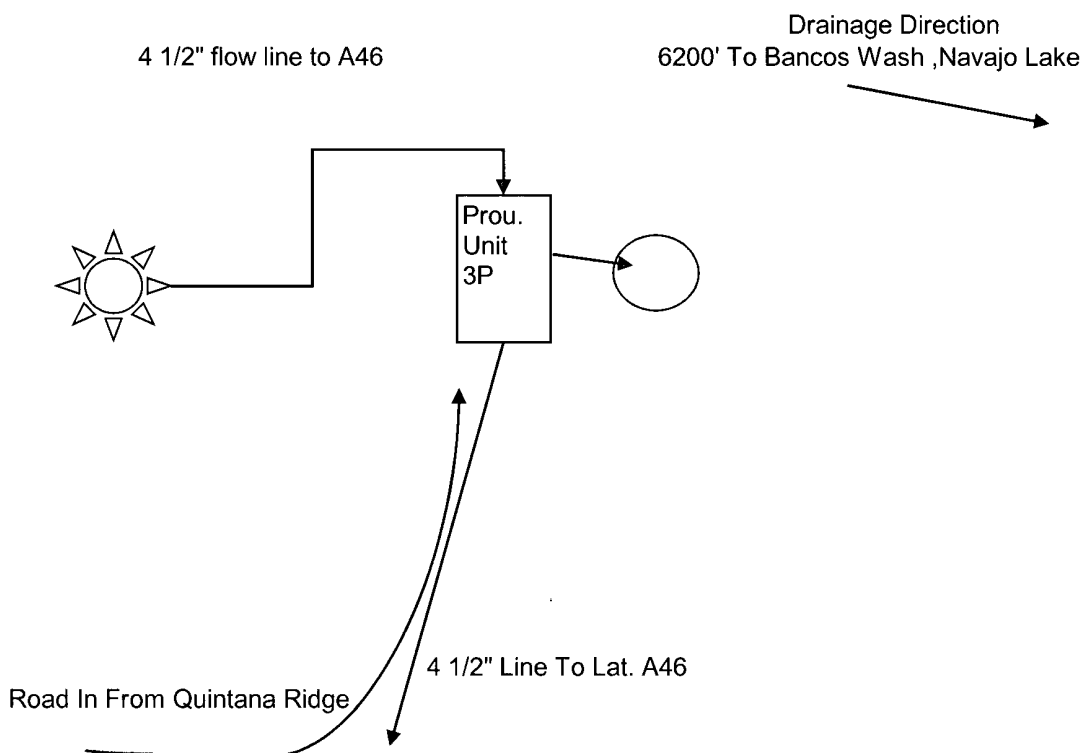 Drainage Direction
4 1/2" flow line to A46
6200' To Bancos Wash ,Navajo Lake
Prou.
Unit
3P
4 1/2" Line To Lat. A46
Road In From Quintana Ridge